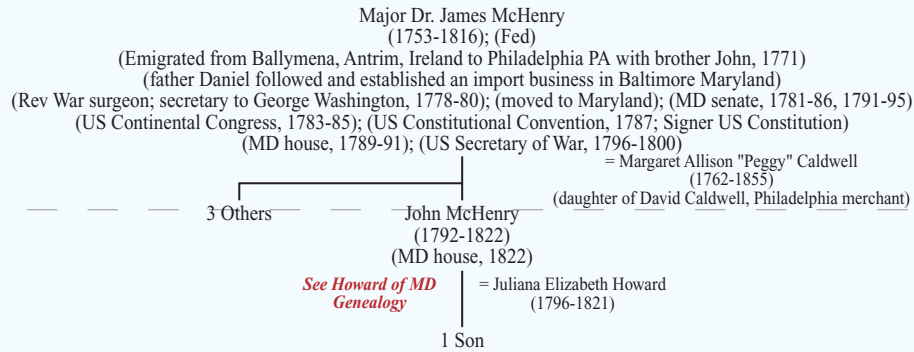 Major Dr. James McHenry
(1753-1816); (Fed)
(Emigrated from Ballymena, Antrim, Ireland to Philadelphia PA with brother John, 1771)
(father Daniel followed and established an import business in Baltimore Maryland)
(Rev War surgeon; secretary to George Washington, 1778-80); (moved to Maryland); (MD senate, 1781-86, 1791-95)
(US Continental Congress, 1783-85); (US Constitutional Convention, 1787; Signer US Constitution)
(MD house, 1789-91); (US Secretary of War, 1796-1800)
= Margaret Allison "Peggy" Caldwell
(1762-1855)
(daughter of David Caldwell, Philadelphia merchant)
3 Others
John McHenry
(1792-1822)
(MD house, 1822)
See Howard of MD
Genealogy
= Juliana Elizabeth Howard
(1796-1821)
1 Son